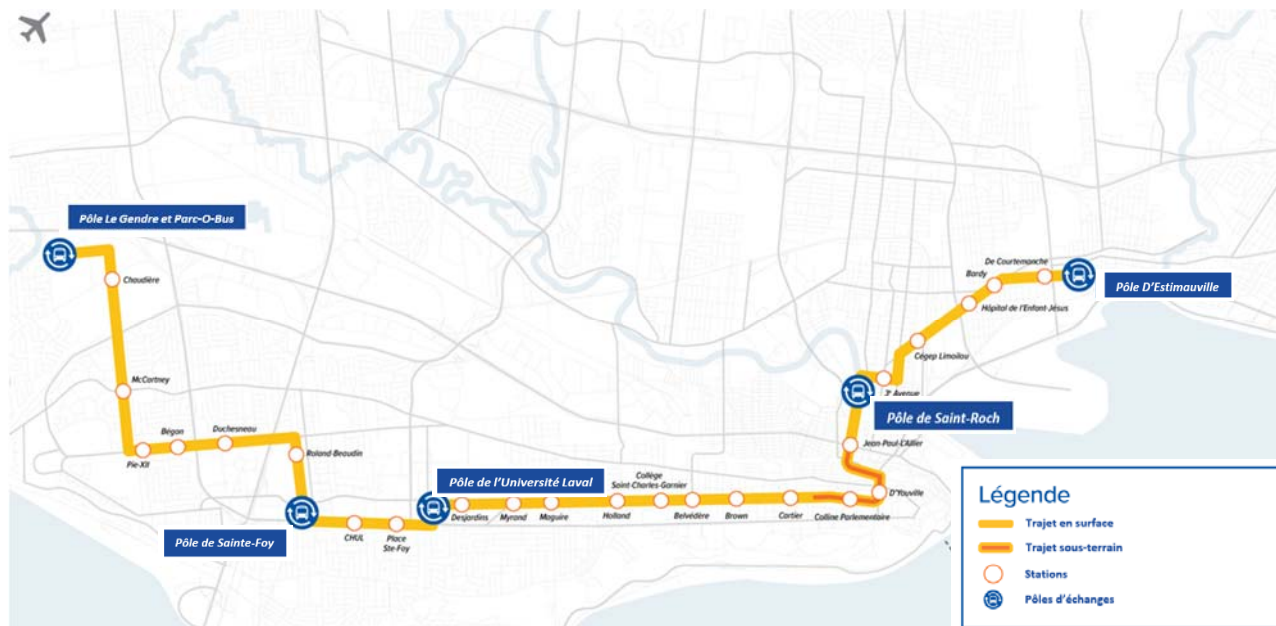 Pôle Le Gendre et Parc-O-Bus
Chaudière
McCartney
Pie-XII
Bégon
Duchesneau
Roland-Beaudin
Pôle de Sainte-Foy
CHUL
Place
Ste-Foy
Pôle de l'Université Laval
Desjardins
Myrand
Maguire
Holland
Collège
Saint-Charles-Garnier
Belvédère
Brown
Cartier
Colline Parlementaire
D'Youville
Jean-Paul-L'Allier
Pôle de Saint-Roch
3e Avenue
Cégep Limoilou
Hôpital de l'Enfant-Jésus
Bardy
De Courtemanche
Pôle D'Estimauville
Légende
Trajet en surface
Trajet sous-terrain
Stations
Pôles d'échanges